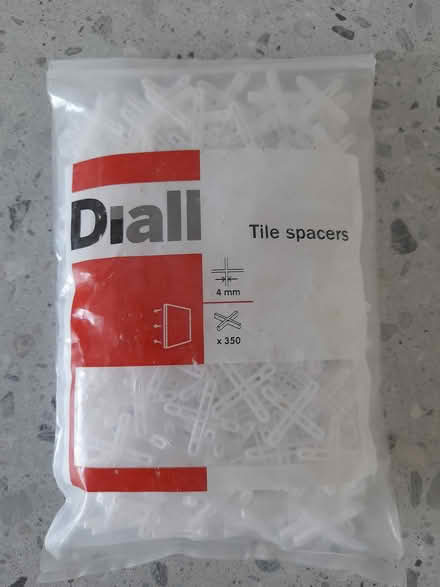 Diall
Tile spacers
4 mm
x 350